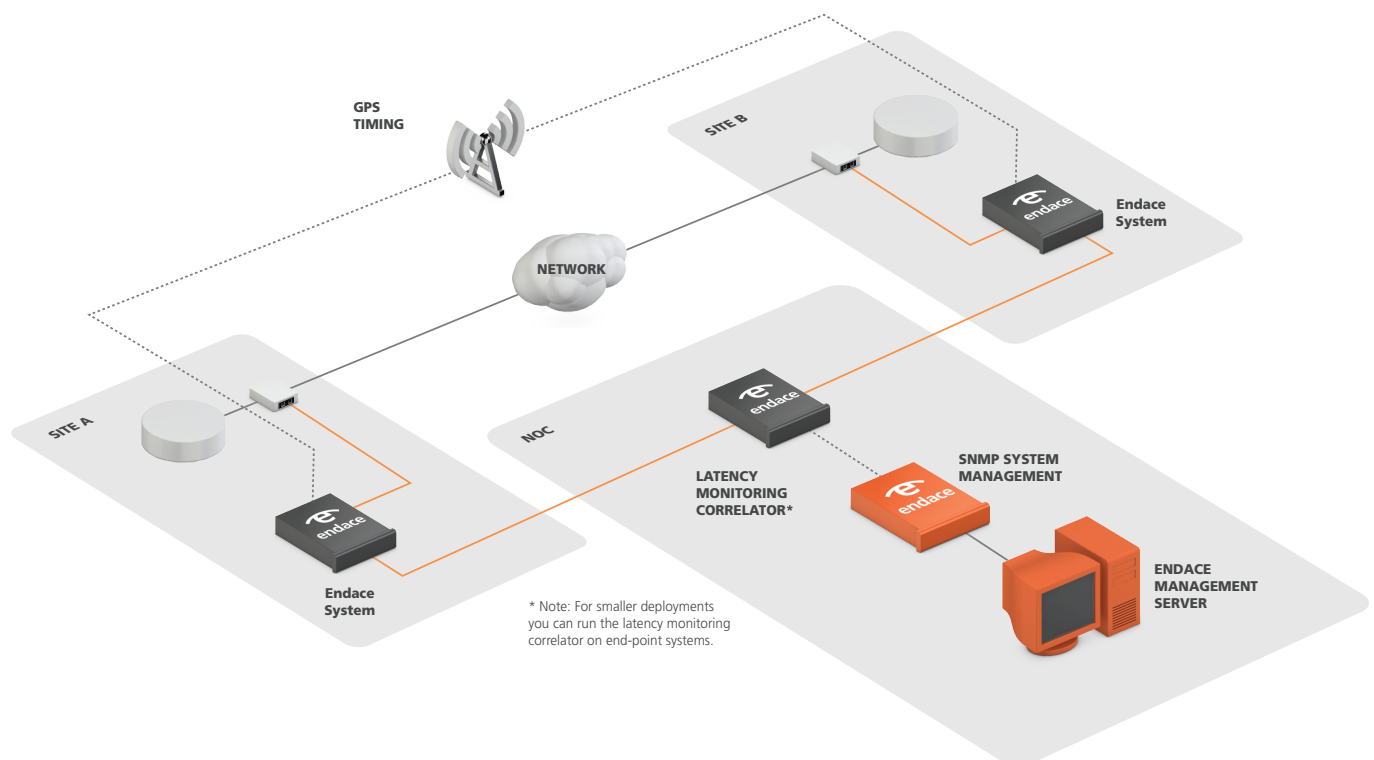 GPS
TIMING
SITE B
endace
Endace
System
NETWORK
SITE A
endace
Endace
System
NOC
endace
LATENCY
MONITORING
CORRELATOR*
SNMP SYSTEM
MANAGEMENT
endace
ENDACE
MANAGEMENT
SERVER
* Note: For smaller deployments
you can run the latency monitoring
correlator on end-point systems.